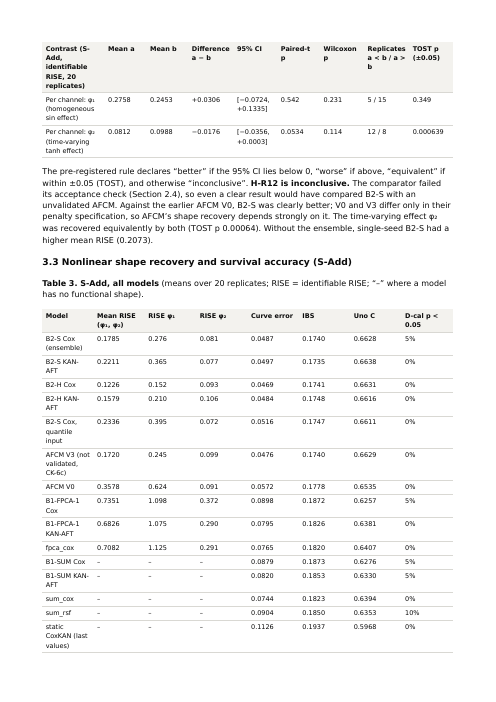 Contrast (S-Add, identifiable RISE, 20 replicates) Mean a Mean b Difference a − b 95% CI Paired-t p Wilcoxon p Replicates a < b / a > b TOST p (±0.05)
Per channel: φ₁ (homogeneous sin effect) 0.2758 0.2453 +0.0306 [−0.0724, +0.1335] 0.542 0.231 5 / 15 0.349
Per channel: φ₂ (time-varying tanh effect) 0.0812 0.0988 −0.0176 [−0.0356, +0.0003] 0.0534 0.114 12 / 8 0.000639
The pre-registered rule declares “better” if the 95% CI lies below 0, “worse” if above, “equivalent” if
within ±0.05 (TOST), and otherwise “inconclusive”. H-R12 is inconclusive. The comparator failed
its acceptance check (Section 2.4), so even a clear result would have compared B2-S with an
unvalidated AFCM. Against the earlier AFCM V0, B2-S was clearly better; V0 and V3 differ only in their
penalty specification, so AFCM’s shape recovery depends strongly on it. The time-varying effect φ₂
was recovered equivalently by both (TOST p 0.00064). Without the ensemble, single-seed B2-S had a
higher mean RISE (0.2073).
3.3 Nonlinear shape recovery and survival accuracy (S-Add)
Table 3. S-Add, all models (means over 20 replicates; RISE = identifiable RISE; “–” where a model
has no functional shape).
Model Mean RISE (φ₁, φ₂) RISE φ₁ RISE φ₂ Curve error IBS Uno C D-cal p < 0.05
B2-S Cox (ensemble) 0.1785 0.276 0.081 0.0487 0.1740 0.6628 5%
B2-S KAN-AFT 0.2211 0.365 0.077 0.0497 0.1735 0.6638 0%
B2-H Cox 0.1226 0.152 0.093 0.0469 0.1741 0.6631 0%
B2-H KAN-AFT 0.1579 0.210 0.106 0.0484 0.1748 0.6616 0%
B2-S Cox, quantile input 0.2336 0.395 0.072 0.0516 0.1747 0.6611 0%
AFCM V3 (not validated, CK-6c) 0.1720 0.245 0.099 0.0476 0.1740 0.6629 0%
AFCM V0 0.3578 0.624 0.091 0.0572 0.1778 0.6535 0%
B1-FPCA-1 Cox 0.7351 1.098 0.372 0.0898 0.1872 0.6257 5%
B1-FPCA-1 KAN-AFT 0.6826 1.075 0.290 0.0795 0.1826 0.6381 0%
fpca_cox 0.7082 1.125 0.291 0.0765 0.1820 0.6407 0%
B1-SUM Cox – – – 0.0879 0.1873 0.6276 5%
B1-SUM KAN-AFT – – – 0.0820 0.1853 0.6330 5%
sum_cox – – – 0.0744 0.1823 0.6394 0%
sum_rsf – – – 0.0904 0.1850 0.6353 10%
static CoxKAN (last values) – – – 0.1126 0.1937 0.5968 0%